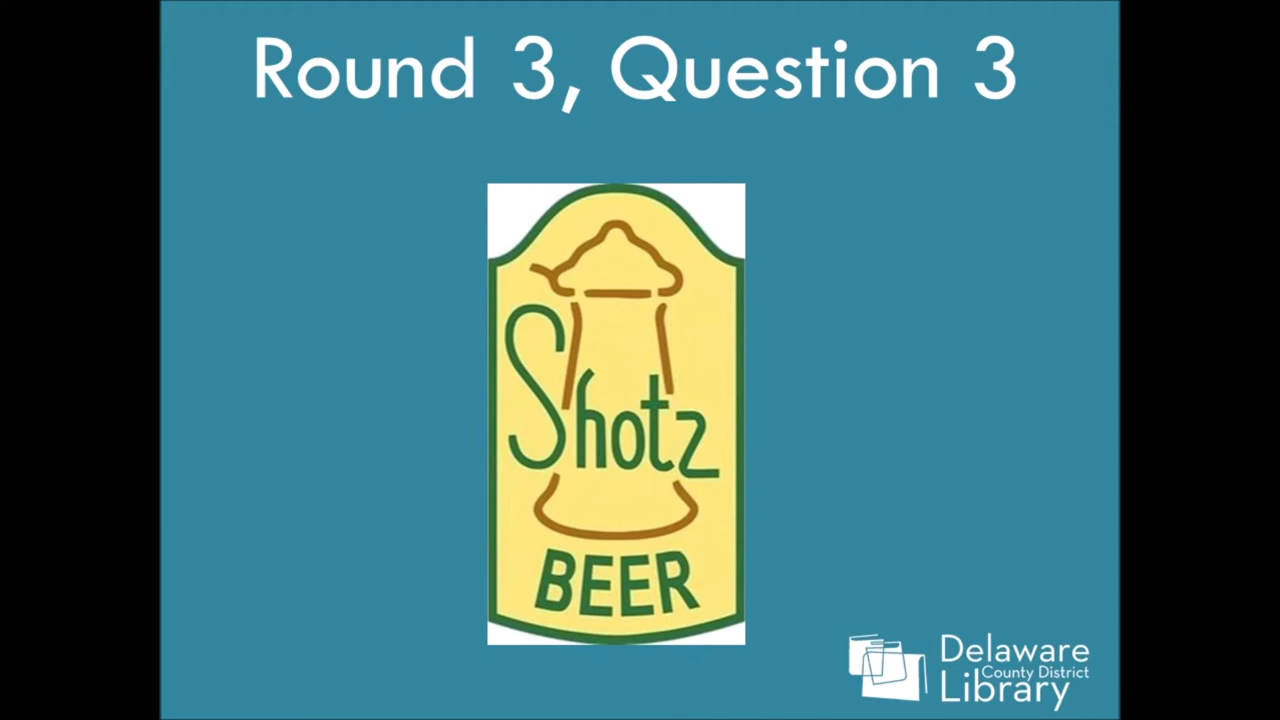 Round 3, Question 3
Shotz
BEER
Delaware
County District
Library